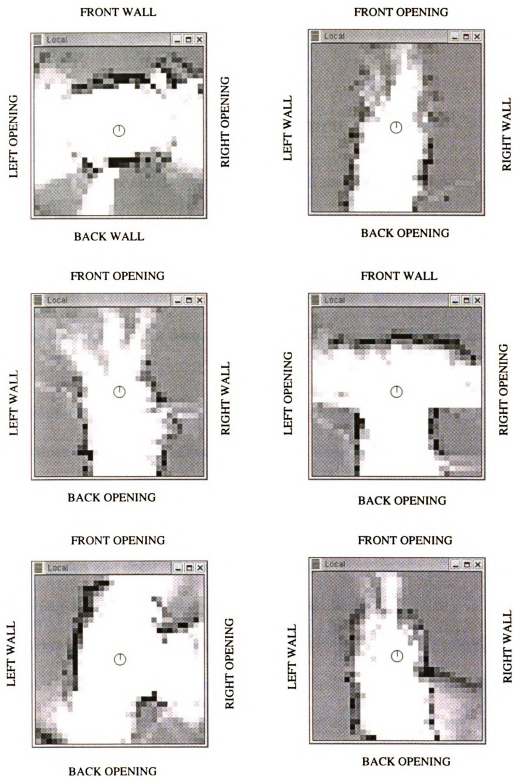 FRONT WALL
Local
LEFT OPENING
RIGHT OPENING
BACK WALL
FRONT OPENING
Local
LEFT WALL
RIGHT WALL
BACK OPENING
FRONT OPENING
Local
LEFT WALL
RIGHT WALL
BACK OPENING
FRONT WALL
Local
LEFT OPENING
RIGHT OPENING
BACK OPENING
FRONT OPENING
Local
LEFT WALL
RIGHT OPENING
BACK OPENING
FRONT OPENING
Local
LEFT WALL
RIGHT WALL
BACK OPENING